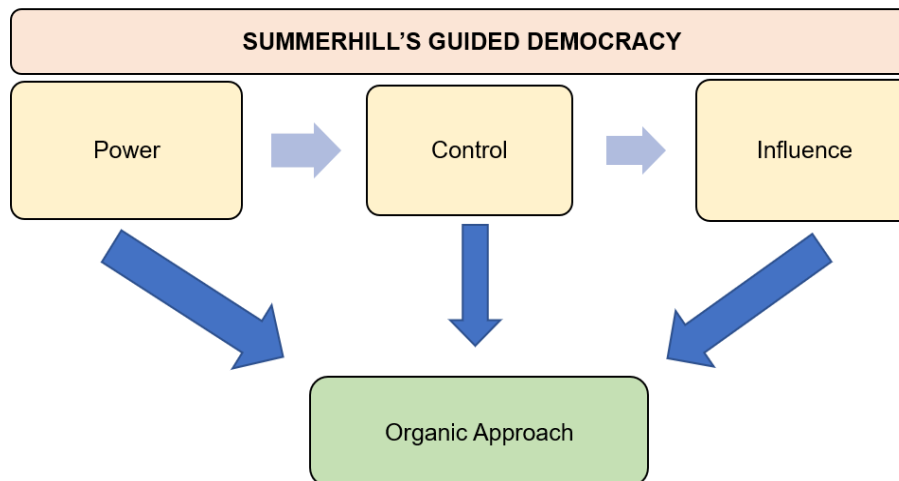 SUMMERHILL’S GUIDED DEMOCRACY
Power
Control
Influence
Organic Approach